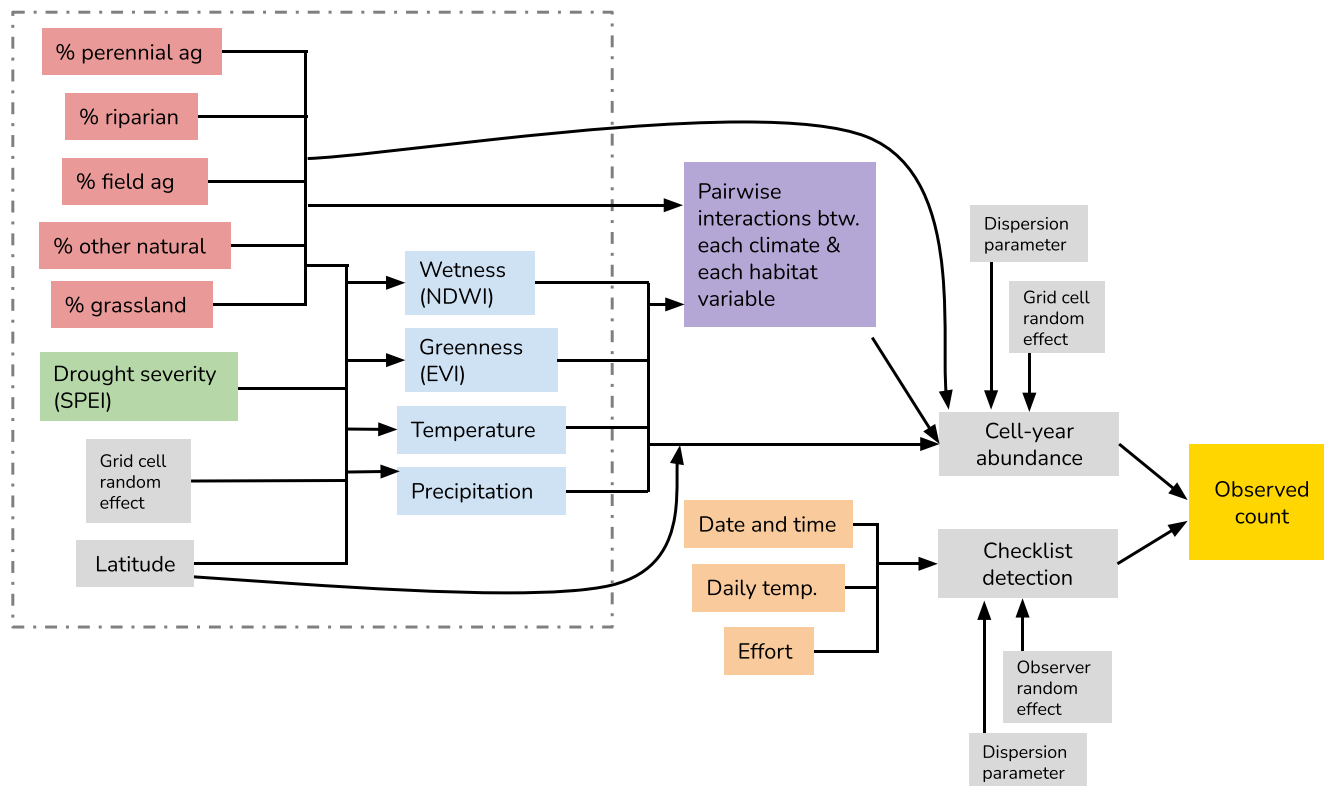 % perennial ag
% riparian
% field ag
% other natural
% grassland
Drought severity
(SPEI)
Grid cell
random
effect
Latitude
Wetness
(NDWI)
Greenness
(EVI)
Temperature
Precipitation
Pairwise
interactions btw.
each climate &
each habitat
variable
Date and time
Daily temp.
Effort
Dispersion
parameter
Grid cell
random
effect
Cell-year
abundance
Checklist
detection
Observer
random
effect
Dispersion
parameter
Observed
count